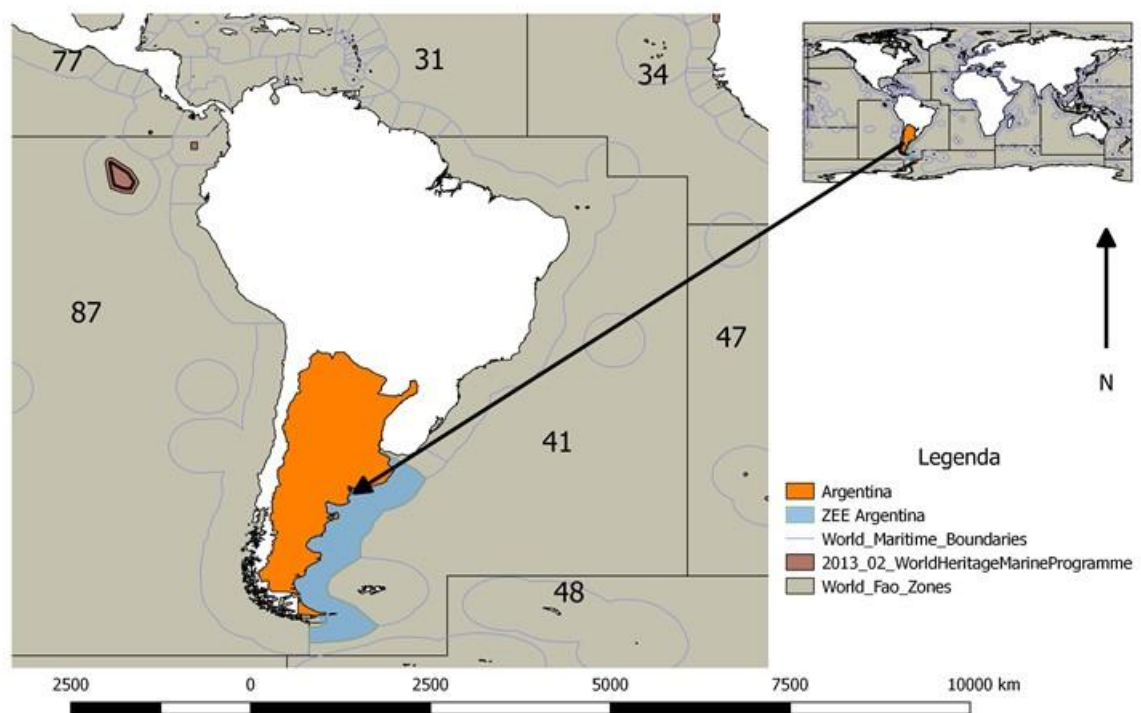 77
31
34
87
47
41
48
N
Legenda
Argentina
ZEE Argentina
World_Maritime_Boundaries
2013_02_WorldHeritageMarineProgramme
World_Fao_Zones
2500 0 2500 5000 7500 10000 km